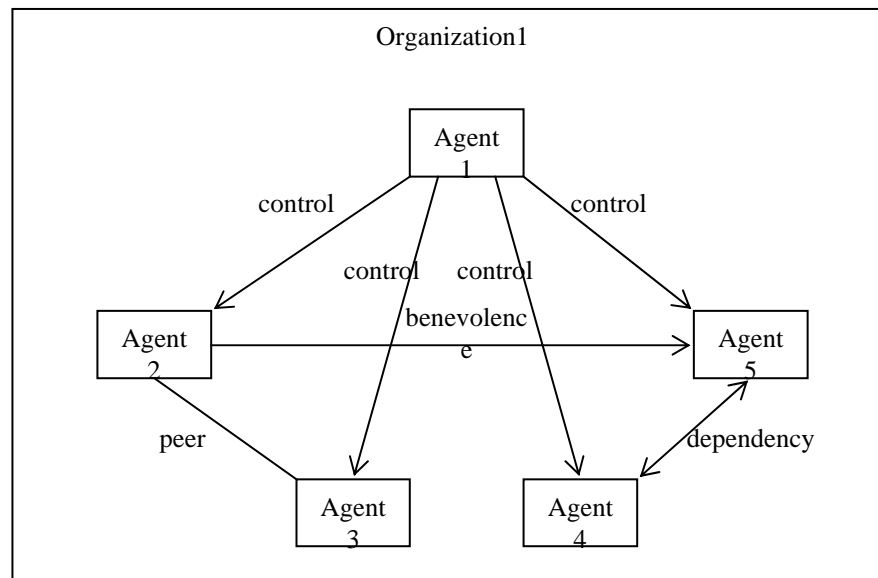 Organization1
Agent
1
control
control
control
control
benevolenc
e
Agent
2
Agent
5
peer
dependency
Agent
3
Agent
4